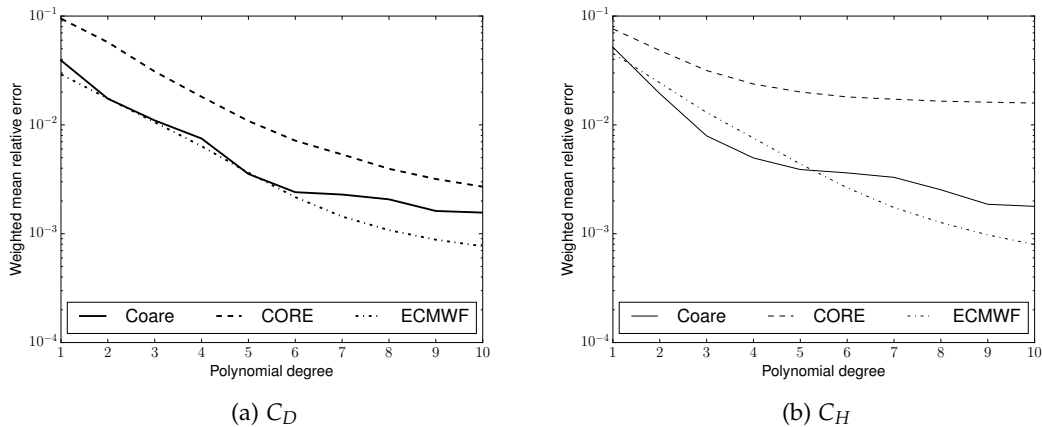 Weighted mean relative error
10^{-1}
10^{-2}
10^{-3}
10^{-4}
Coare CORE ECMWF
1 2 3 4 5 6 7 8 9 10
Polynomial degree
(a) C_D
Weighted mean relative error
10^{-1}
10^{-2}
10^{-3}
10^{-4}
Coare CORE ECMWF
1 2 3 4 5 6 7 8 9 10
Polynomial degree
(b) C_H